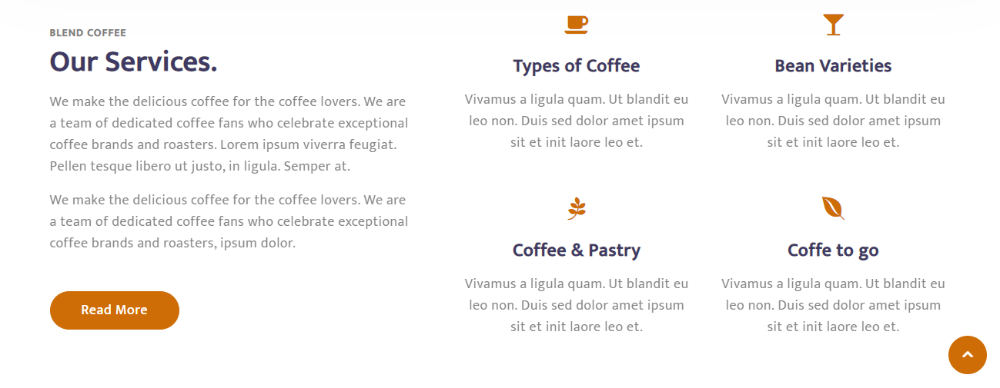 BLEND COFFEE
Our Services.
We make the delicious coffee for the coffee lovers. We are
a team of dedicated coffee fans who celebrate exceptional
coffee brands and roasters. Lorem ipsum viverra feugiat.
Pellen tesque libero ut justo, in ligula. Semper at.
We make the delicious coffee for the coffee lovers. We are
a team of dedicated coffee fans who celebrate exceptional
coffee brands and roasters, ipsum dolor.
Read More
Types of Coffee
Vivamus a ligula quam. Ut blandit eu
leo non. Duis sed dolor amet ipsum
sit et init laore leo et.
Bean Varieties
Vivamus a ligula quam. Ut blandit eu
leo non. Duis sed dolor amet ipsum
sit et init laore leo et.
Coffee & Pastry
Vivamus a ligula quam. Ut blandit eu
leo non. Duis sed dolor amet ipsum
sit et init laore leo et.
Coffe to go
Vivamus a ligula quam. Ut blandit eu
leo non. Duis sed dolor amet ipsum
sit et init laore leo et.